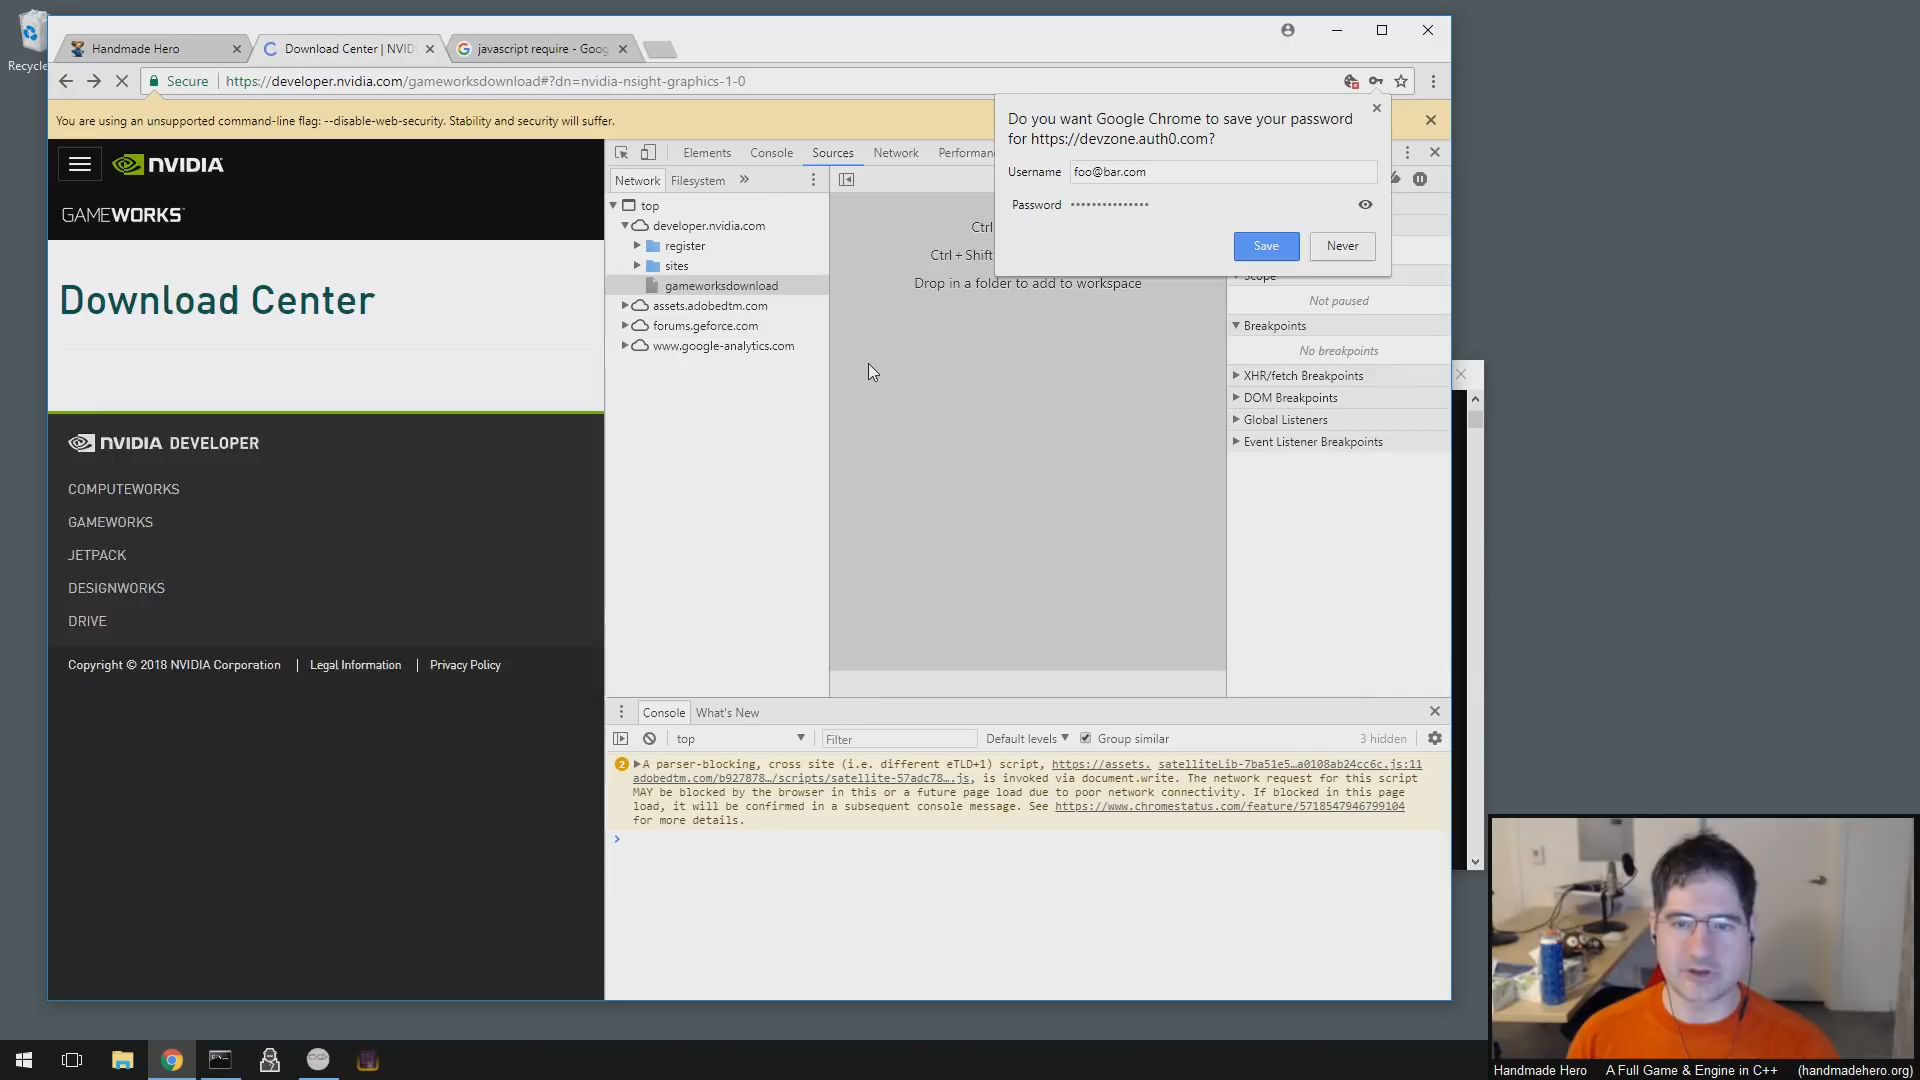 Recycle
Handmade Hero
Download Center | NVID
javascript require - Goog
Secure
https://developer.nvidia.com/gameworksdownload#?dn=nvidia-nsight-graphics-1-0
You are using an unsupported command-line flag: --disable-web-security. Stability and security will suffer.
Do you want Google Chrome to save your password
for https://devzone.auth0.com?
Username
foo@bar.com
Password
Save
Never
NVIDIA
GAMEWORKS
Download Center
NVIDIA DEVELOPER
COMPUTEWORKS
GAMEWORKS
JETPACK
DESIGNWORKS
DRIVE
Copyright © 2018 NVIDIA Corporation | Legal Information | Privacy Policy
Elements Console Sources Network Performan
Network Filesystem »
top
developer.nvidia.com
register
sites
gameworksdownload
assets.adobedtm.com
forums.geforce.com
www.google-analytics.com
Ctrl
Ctrl + Shift
Drop in a folder to add to workspace
Scope
Not paused
Breakpoints
No breakpoints
XHR/fetch Breakpoints
DOM Breakpoints
Global Listeners
Event Listener Breakpoints
Console What's New
top
Filter
Default levels
Group similar
3 hidden
2 A parser-blocking, cross site (i.e. different eTLD+1) script, https://assets. satelliteLib-7ba51e5…a0108ab24cc6c.js:11
adobedtm.com/b927878…/scripts/satellite-57adc78….js, is invoked via document.write. The network request for this script
MAY be blocked by the browser in this or a future page load due to poor network connectivity. If blocked in this page
load, it will be confirmed in a subsequent console message. See https://www.chromestatus.com/feature/5718547946799104
for more details.
Handmade Hero A Full Game & Engine in C++ (handmadehero.org)